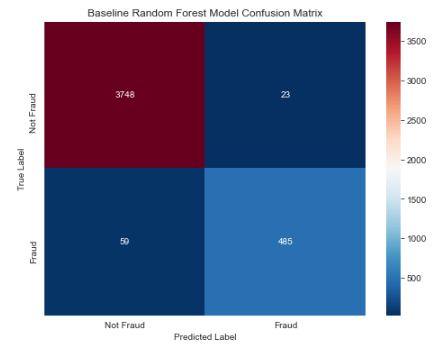 Baseline Random Forest Model Confusion Matrix
True Label
Not Fraud
3748
23
Fraud
59
485
Not Fraud
Fraud
Predicted Label
3500
3000
2500
2000
1500
1000
500